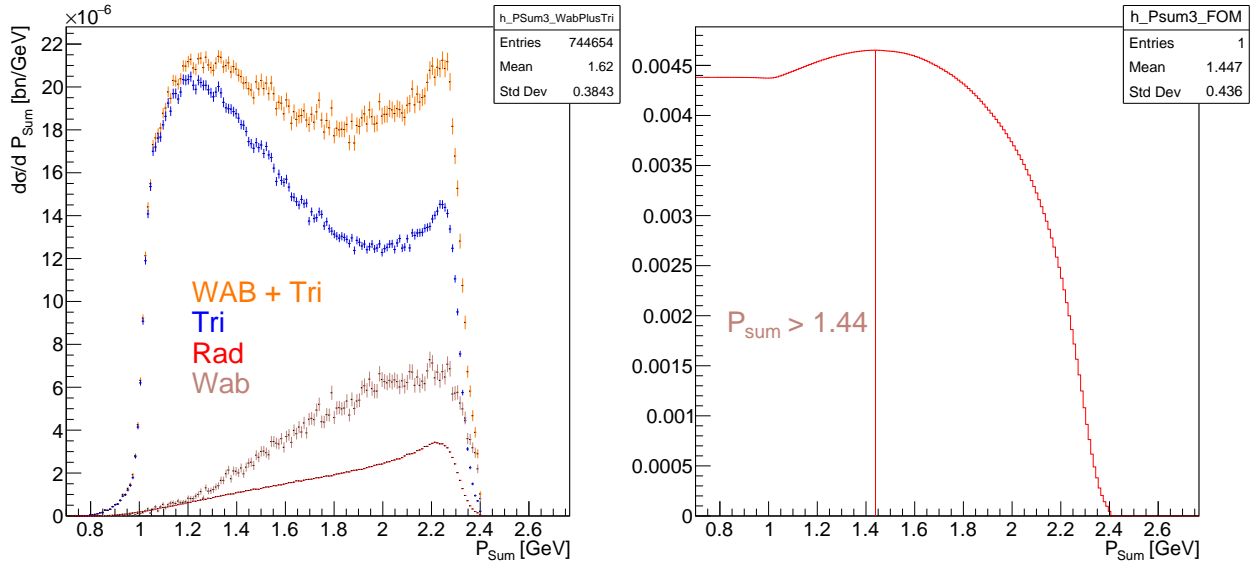 ×10⁻⁶
h_PSum3_WabPlusTri
Entries 744654
Mean 1.62
Std Dev 0.3843
dσ/d P_Sum [bn/GeV]
22
20
18
16
14
12
10
8
6
4
2
0
WAB + Tri
Tri
Rad
Wab
0.8 1 1.2 1.4 1.6 1.8 2 2.2 2.4 2.6
P_Sum [GeV]
h_Psum3_FOM
Entries 1
Mean 1.447
Std Dev 0.436
0.0045
0.004
0.0035
0.003
0.0025
0.002
0.0015
0.001
0.0005
0
P_sum > 1.44
0.8 1 1.2 1.4 1.6 1.8 2 2.2 2.4 2.6
P_Sum [GeV]